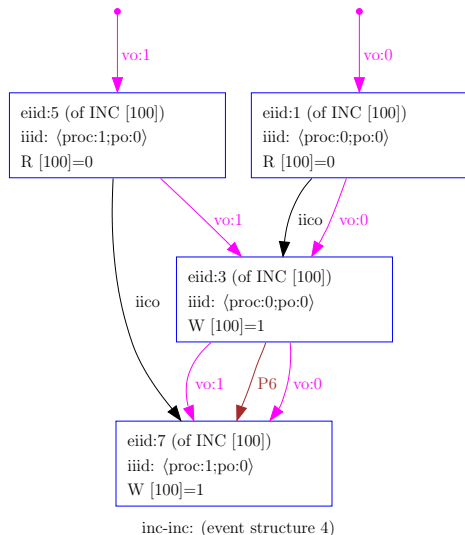 vo:1
vo:0
eiid:5 (of INC [100])
iiid: ⟨proc:1;po:0⟩
R [100]=0
eiid:1 (of INC [100])
iiid: ⟨proc:0;po:0⟩
R [100]=0
vo:1
iico
vo:0
eiid:3 (of INC [100])
iiid: ⟨proc:0;po:0⟩
W [100]=1
iico
vo:1
P6
vo:0
eiid:7 (of INC [100])
iiid: ⟨proc:1;po:0⟩
W [100]=1
inc-inc: (event structure 4)